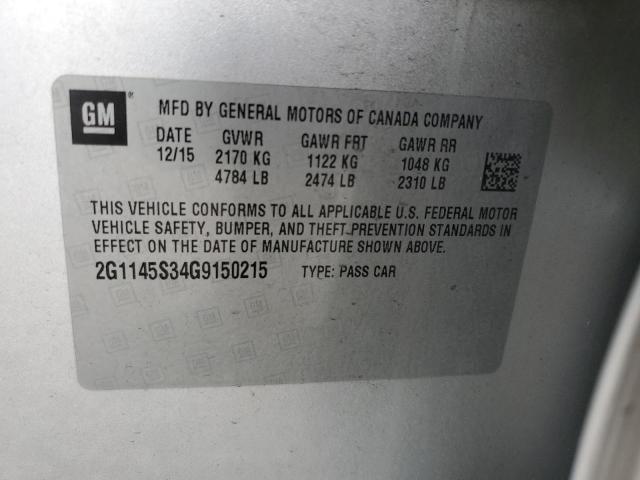 GM ®
MFD BY GENERAL MOTORS OF CANADA COMPANY
DATE GVWR GAWR FRT GAWR RR
12/15 2170 KG 1122 KG 1048 KG
4784 LB 2474 LB 2310 LB
THIS VEHICLE CONFORMS TO ALL APPLICABLE U.S. FEDERAL MOTOR
VEHICLE SAFETY, BUMPER, AND THEFT PREVENTION STANDARDS IN
EFFECT ON THE DATE OF MANUFACTURE SHOWN ABOVE.
2G1145S34G9150215 TYPE: PASS CAR